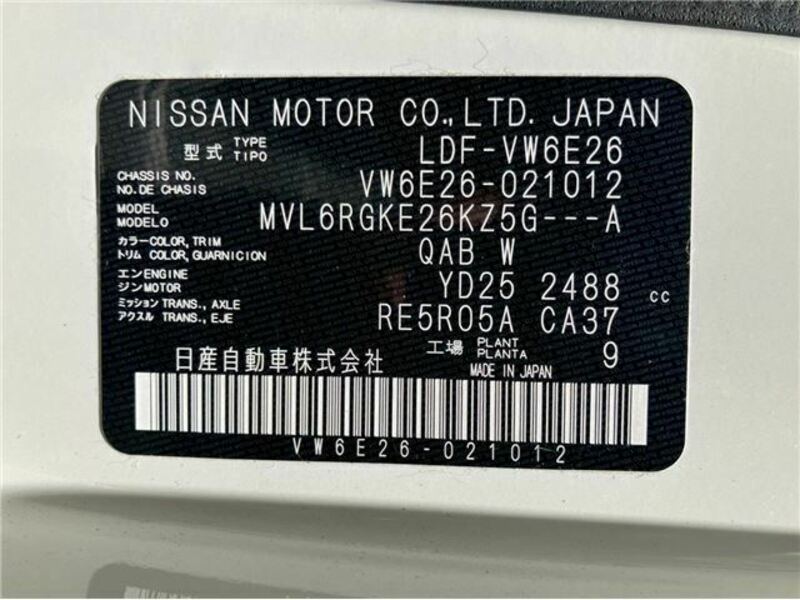 NISSAN MOTOR CO.,LTD. JAPAN
型式 TYPE TIPO LDF-VW6E26
CHASSIS NO. NO. DE CHASIS VW6E26-021012
MODEL MODELO MVL6RGKE26KZ5G---A
カラー COLOR, TRIM トリム COLOR, GUARNICION QAB W
エンジン ENGINE MOTOR YD25 2488 cc
ミッション TRANS., AXLE アクスル TRANS., EJE RE5R05A CA37
工場 PLANT PLANTA 9
日産自動車株式会社 MADE IN JAPAN
VW6E26-021012